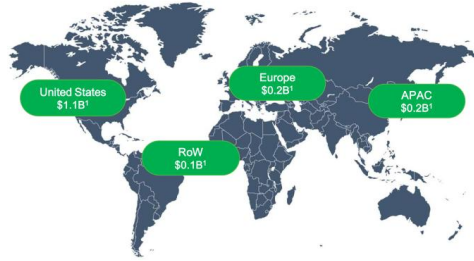 United States
$1.1B¹
Europe
$0.2B¹
APAC
$0.2B¹
RoW
$0.1B¹